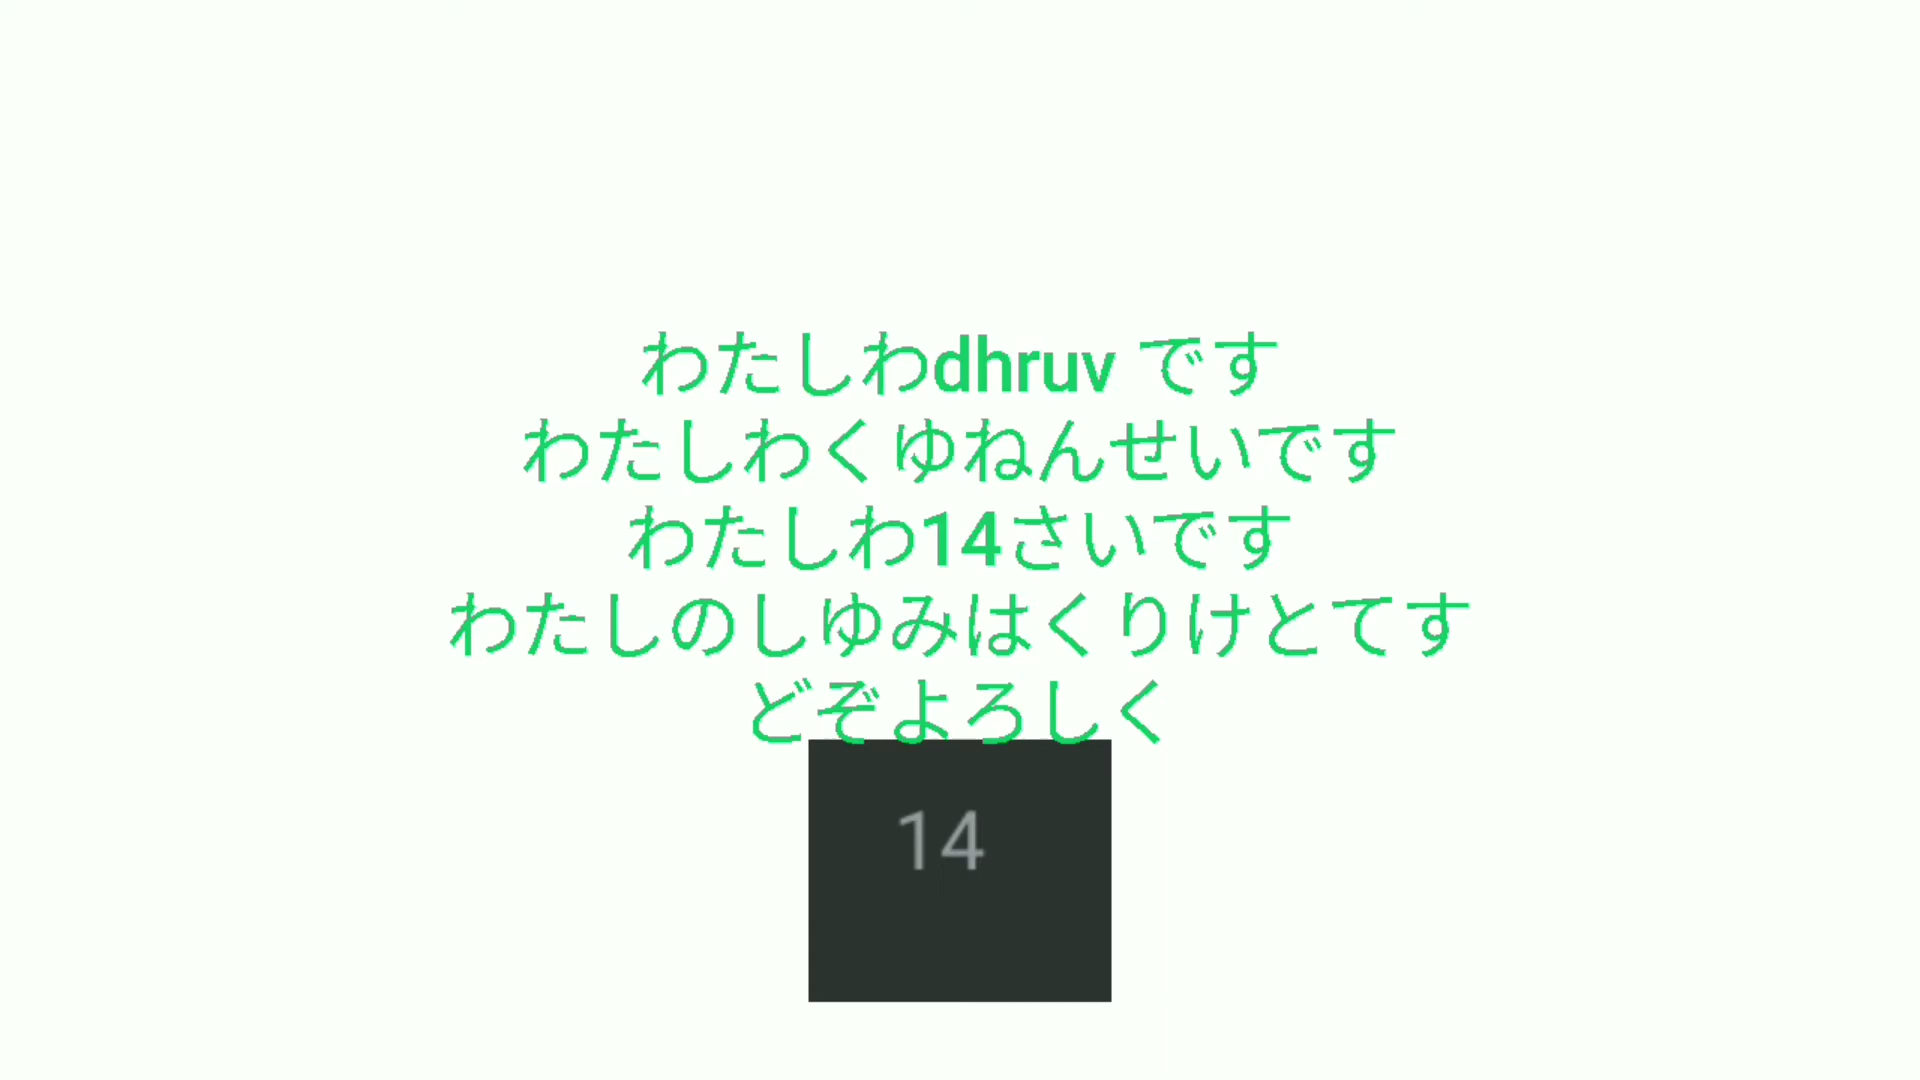 わたしわdhruv です
わたしわくゆねんせいです
わたしわ14さいです
わたしのしゆみはくりけとてす
どぞよろしく
14